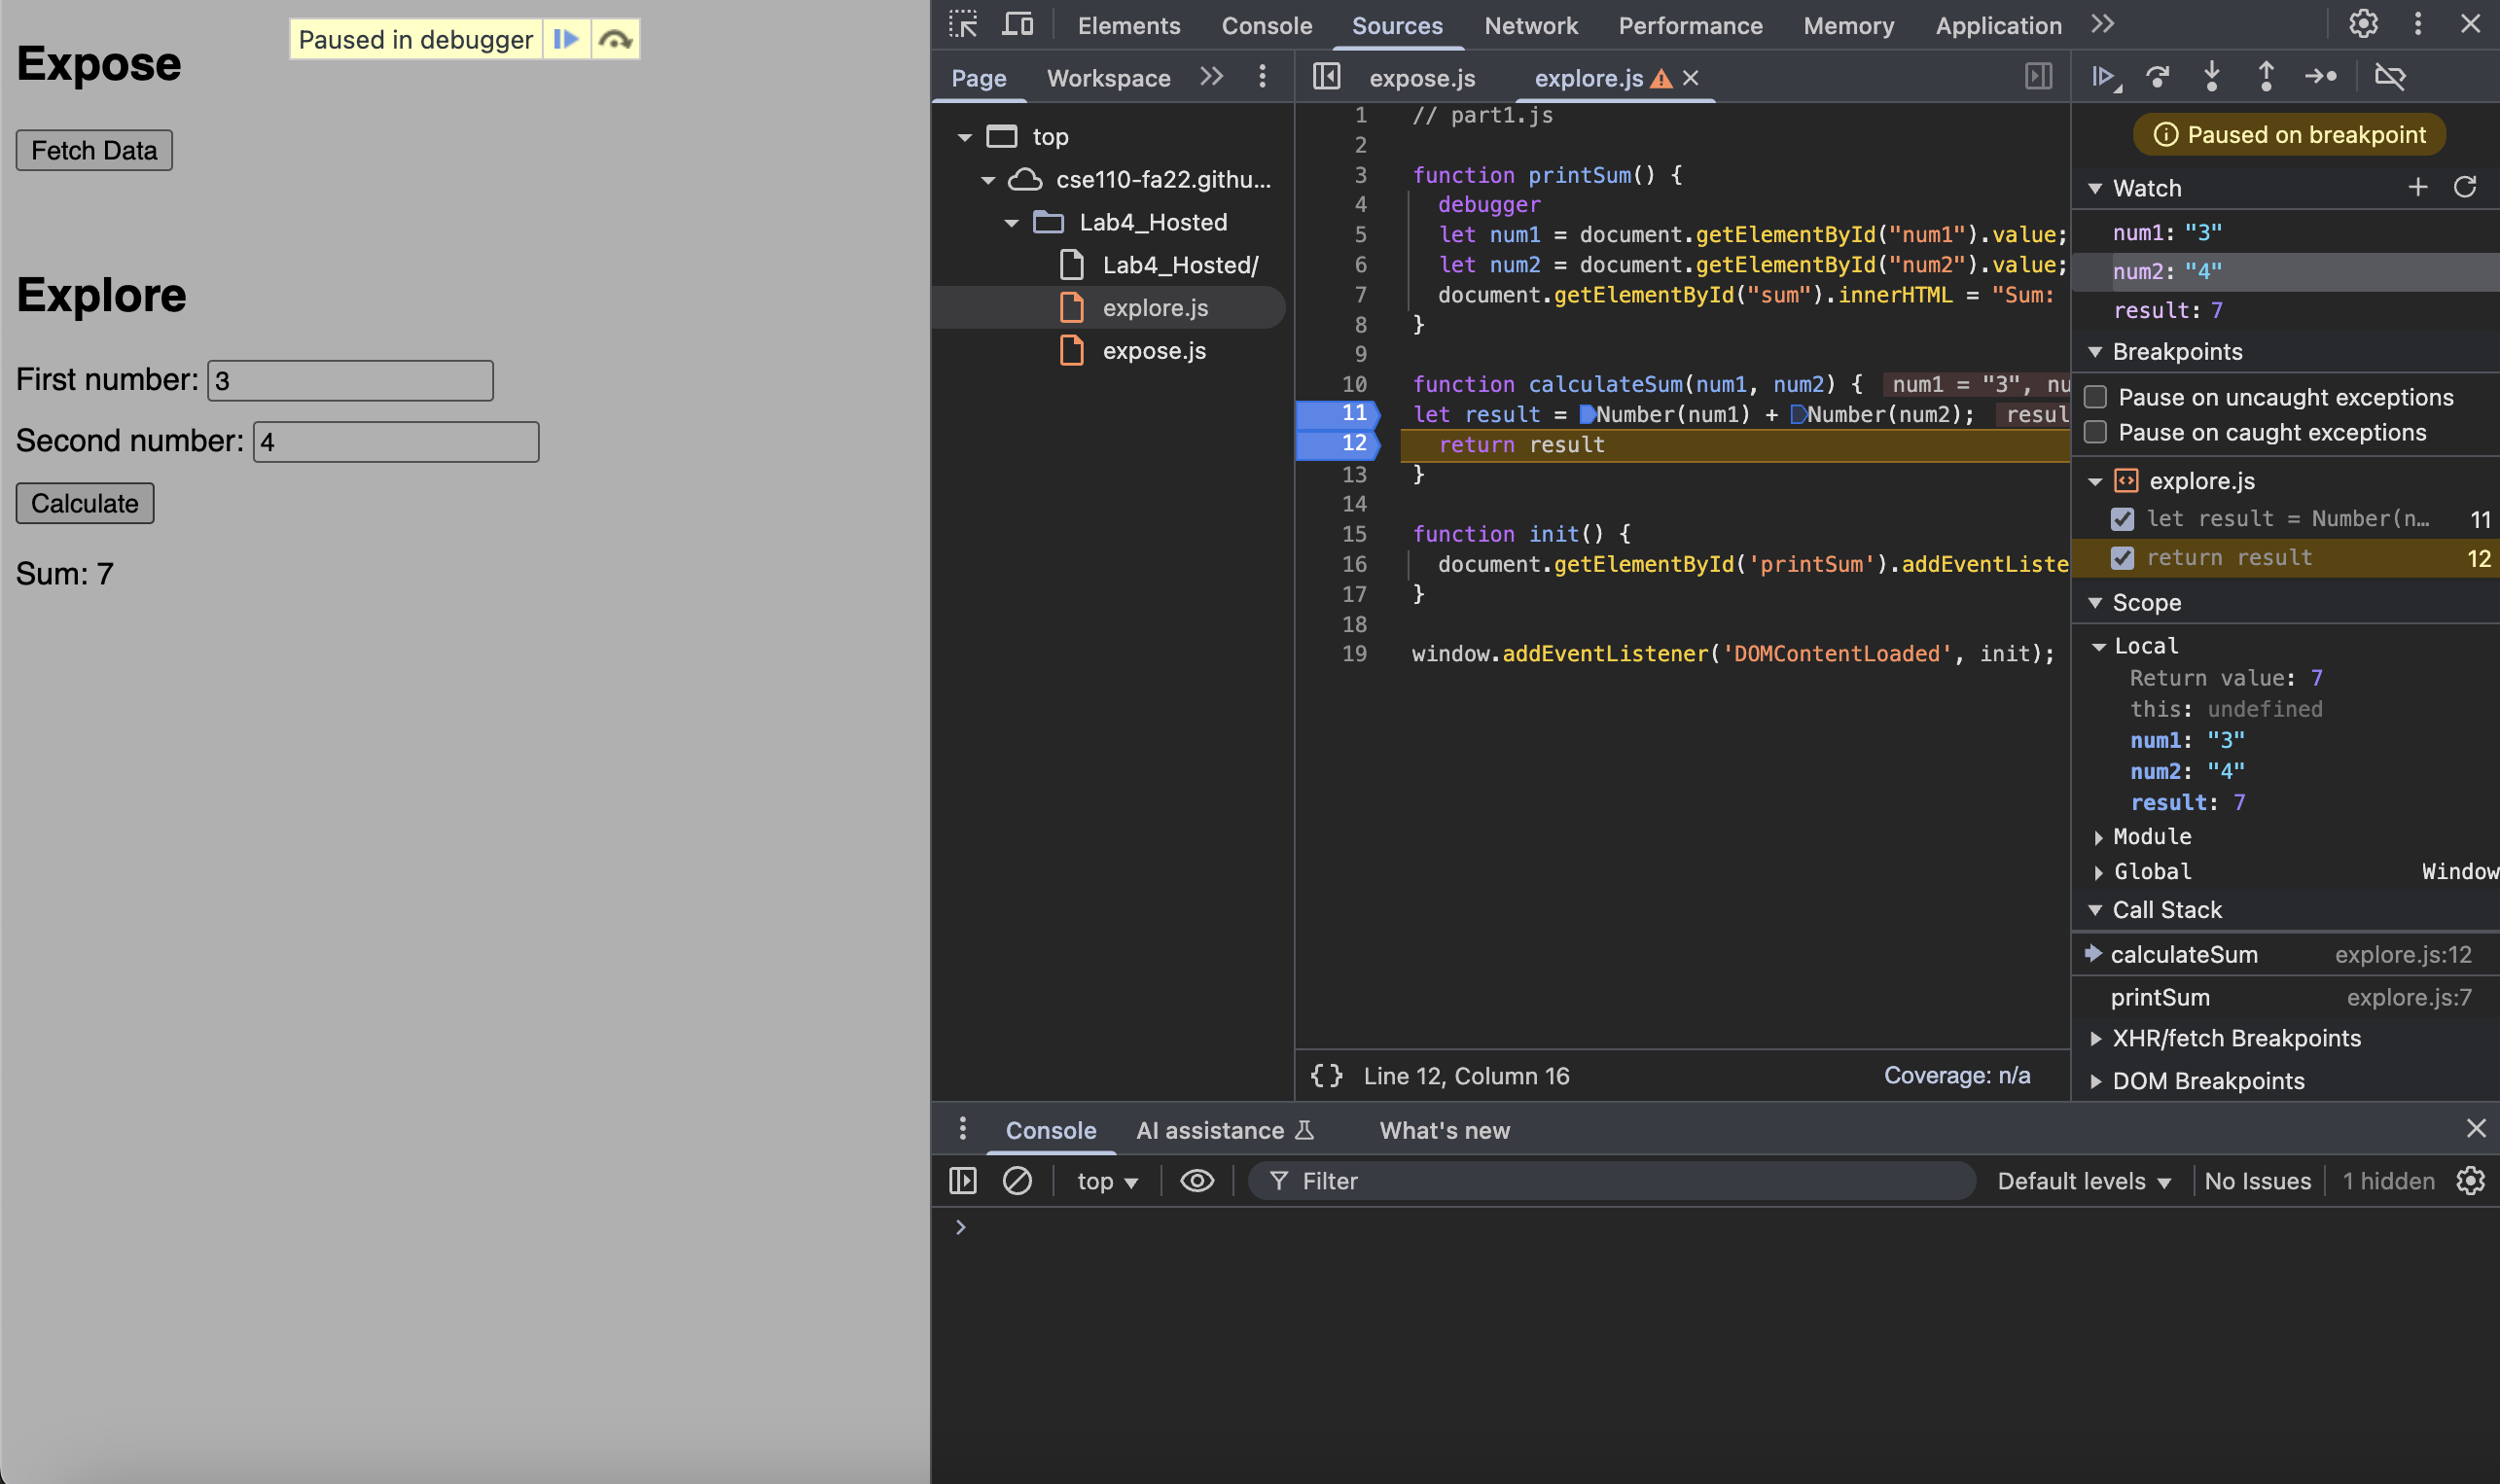 Expose
Paused in debugger
Fetch Data
Explore
First number: 3
Second number: 4
Calculate
Sum: 7
Elements Console Sources Network Performance Memory Application
Page Workspace
top
cse110-fa22.githu...
Lab4_Hosted
Lab4_Hosted/
explore.js
expose.js
expose.js explore.js
1 // part1.js
2
3 function printSum() {
4 debugger
5 let num1 = document.getElementById("num1").value;
6 let num2 = document.getElementById("num2").value;
7 document.getElementById("sum").innerHTML = "Sum:
8 }
9
10 function calculateSum(num1, num2) { num1 = "3", nu
11 let result = Number(num1) + Number(num2); resul
12 return result
13 }
14
15 function init() {
16 document.getElementById('printSum').addEventListe
17 }
18
19 window.addEventListener('DOMContentLoaded', init);
{} Line 12, Column 16 Coverage: n/a
Paused on breakpoint
Watch
num1: "3"
num2: "4"
result: 7
Breakpoints
Pause on uncaught exceptions
Pause on caught exceptions
explore.js
let result = Number(n... 11
return result 12
Scope
Local
Return value: 7
this: undefined
num1: "3"
num2: "4"
result: 7
Module
Global Window
Call Stack
calculateSum explore.js:12
printSum explore.js:7
XHR/fetch Breakpoints
DOM Breakpoints
Console AI assistance What's new
top Filter Default levels No Issues 1 hidden